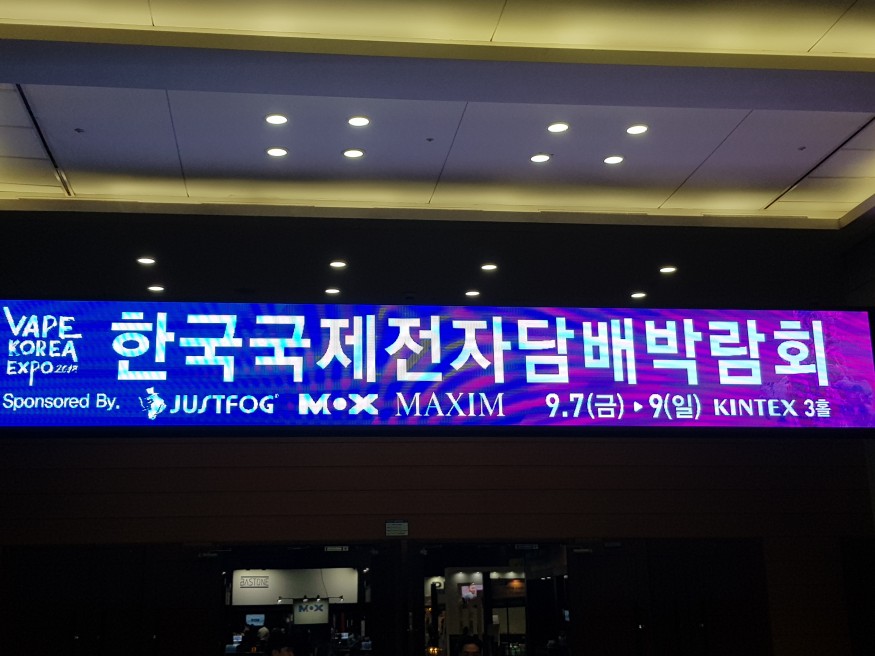 VAPE
KOREA
EXPO 2018
한국국제전자담배박람회
Sponsored By. JUSTFOG MOX MAXIM 9.7(금) ▸ 9(일) KINTEX 3홀
MOX